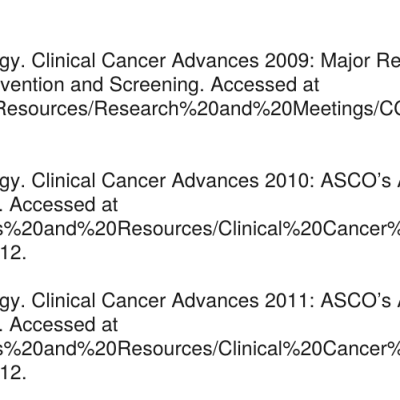 gy. Clinical Cancer Advances 2009: Major Re
vention and Screening. Accessed at
Resources/Research%20and%20Meetings/CC
gy. Clinical Cancer Advances 2010: ASCO’s A
. Accessed at
s%20and%20Resources/Clinical%20Cancer%
12.
gy. Clinical Cancer Advances 2011: ASCO’s A
. Accessed at
s%20and%20Resources/Clinical%20Cancer%
12.